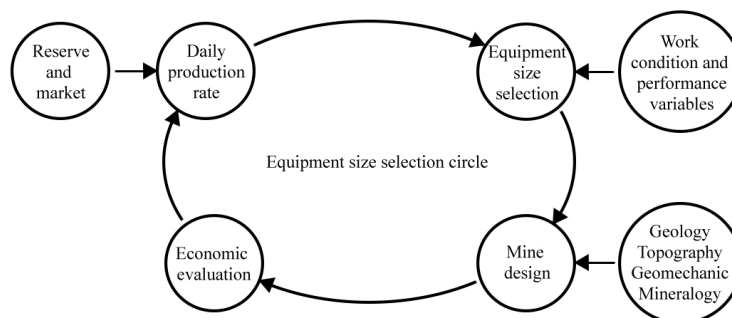 Reserve
and
market
Daily
production
rate
Equipment
size
selection
Work
condition and
performance
variables
Equipment size selection circle
Economic
evaluation
Mine
design
Geology
Topography
Geomechanic
Mineralogy